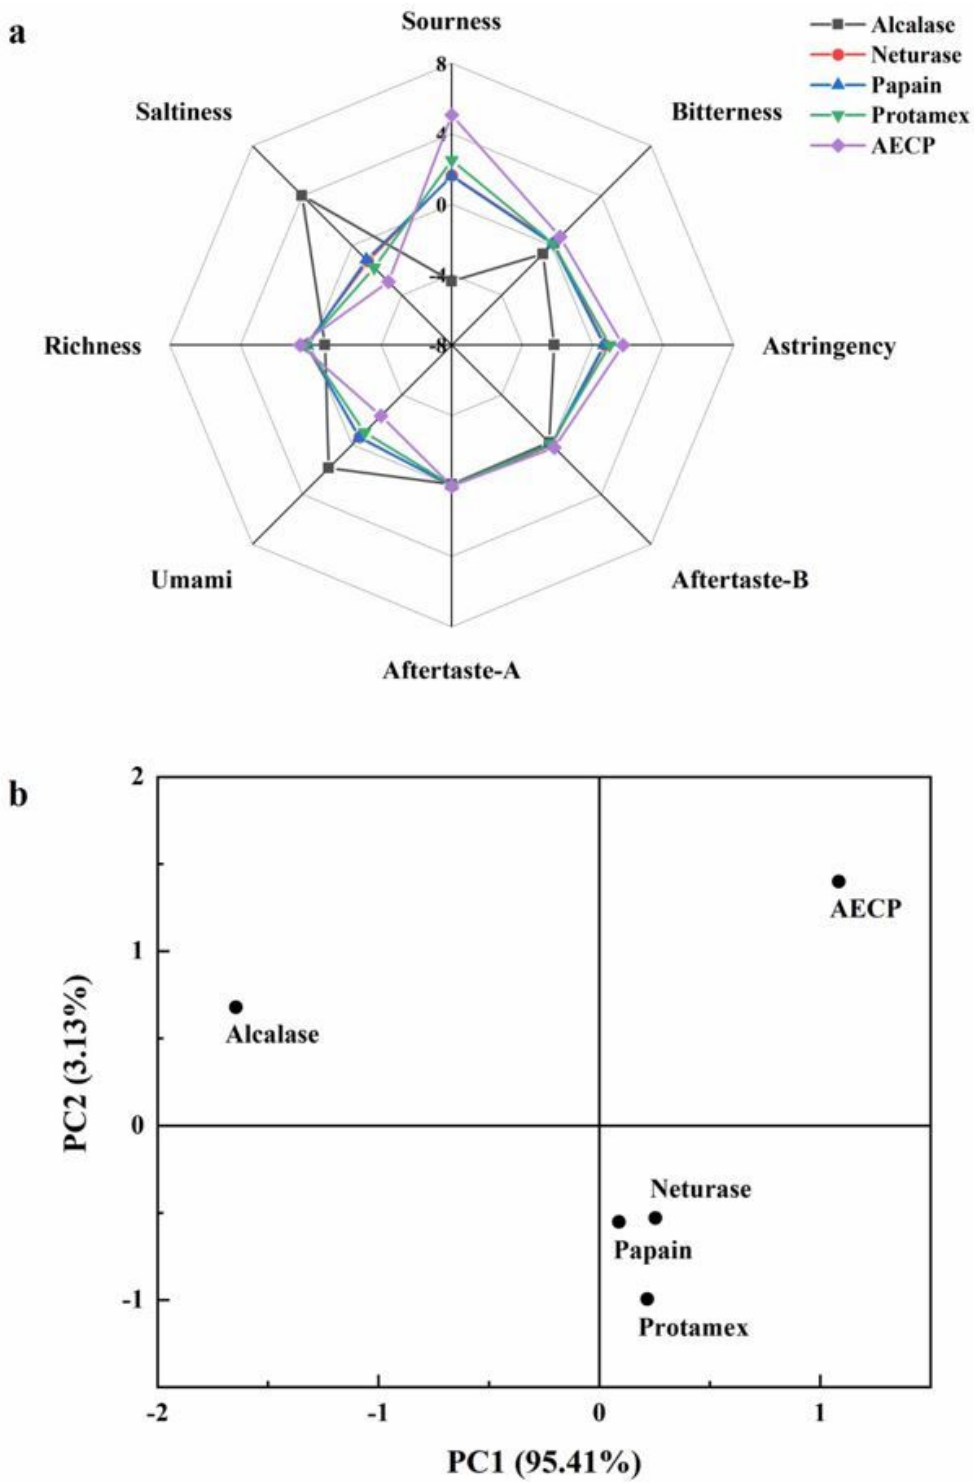 a
Sourness
Alcalase
Neturase
Papain
Protamex
AECP
Saltiness
Bitterness
8
4
0
-4
-8
Richness
Astringency
Umami
Aftertaste-B
Aftertaste-A
b
2
1
0
-1
PC2 (3.13%)
AECP
Alcalase
Neturase
Papain
Protamex
-2
-1
0
1
PC1 (95.41%)